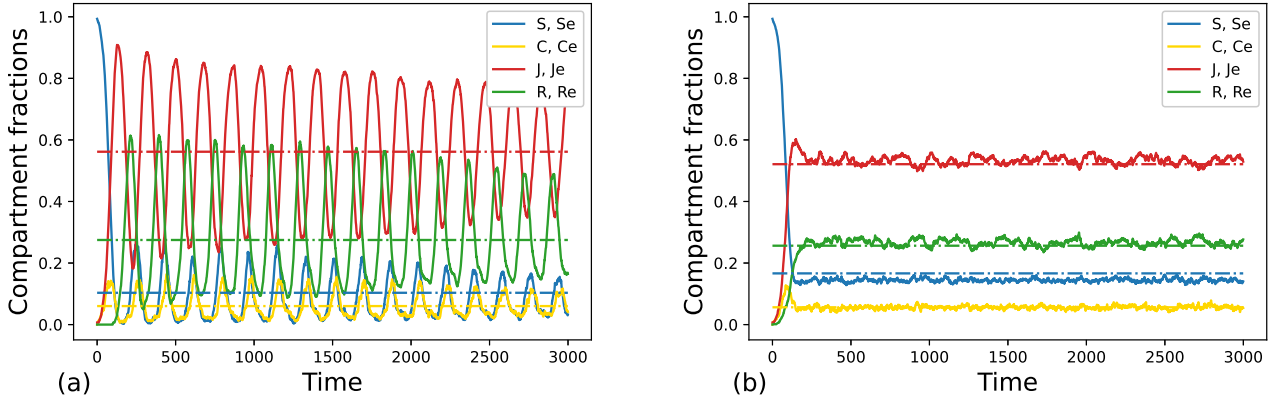 Compartment fractions
1.0
0.8
0.6
0.4
0.2
0.0
S, Se
C, Ce
J, Je
R, Re
0 500 1000 1500 2000 2500 3000
(a) Time
Compartment fractions
1.0
0.8
0.6
0.4
0.2
0.0
S, Se
C, Ce
J, Je
R, Re
0 500 1000 1500 2000 2500 3000
(b) Time